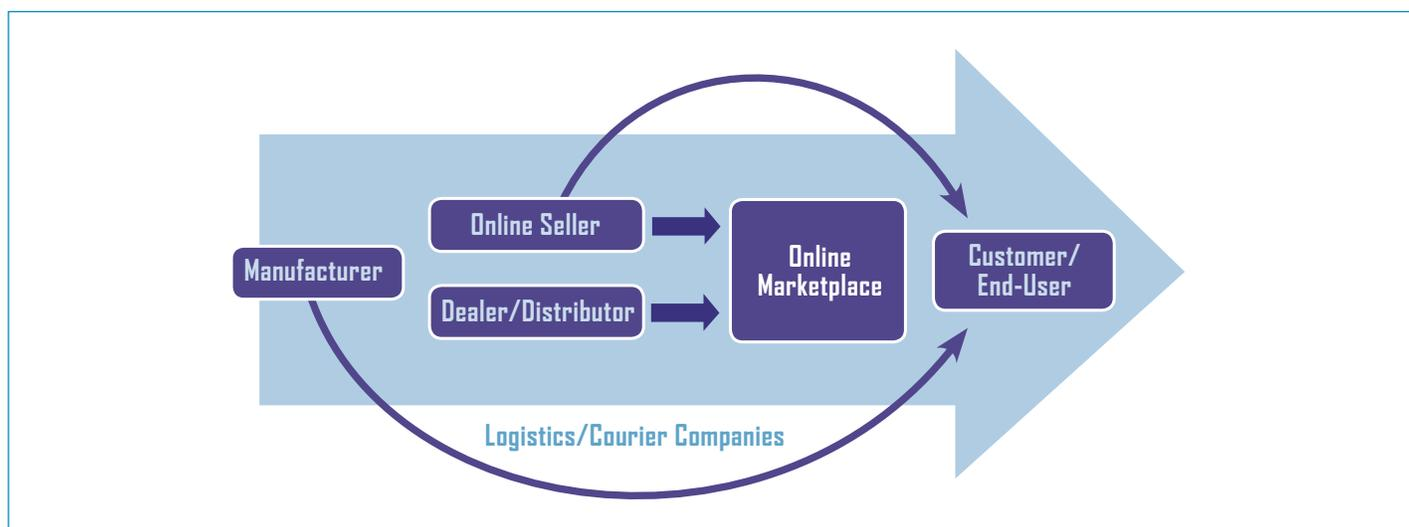 Online Seller
Manufacturer
Dealer/Distributor
Online
Marketplace
Customer/
End-User
Logistics/Courier Companies